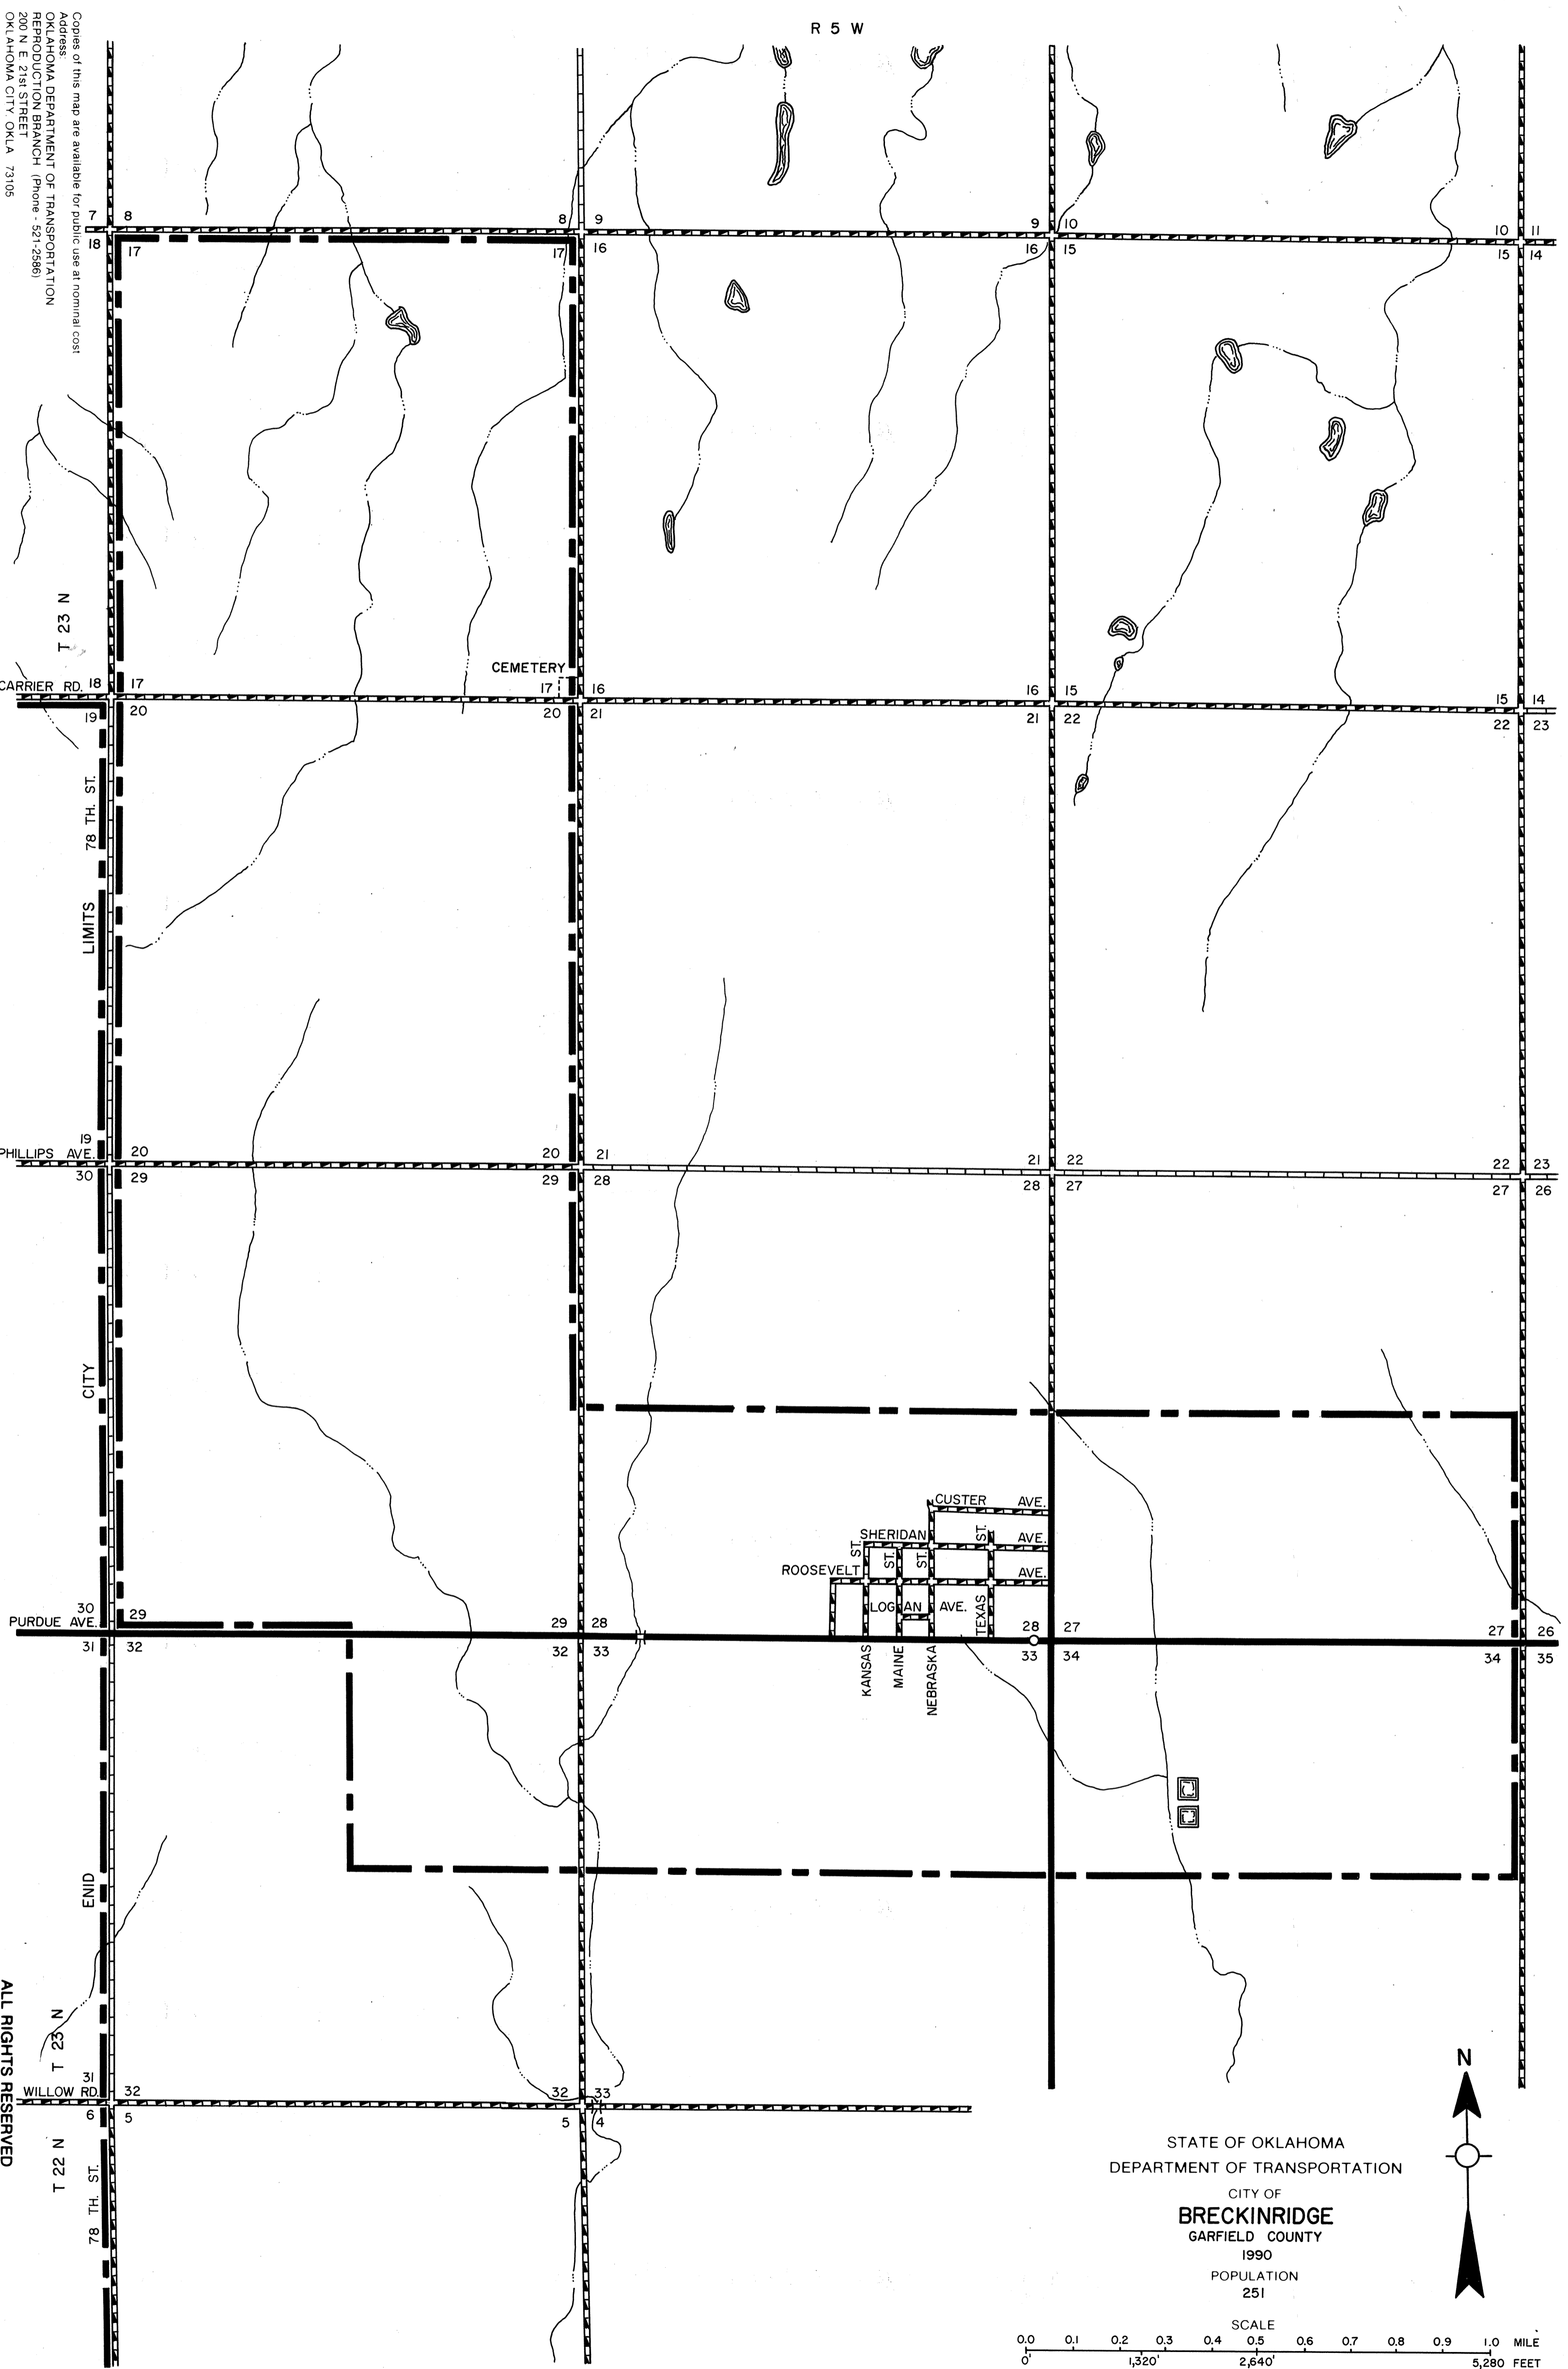 R 5 W
Copies of this map are available for public use at nominal cost
Address:
OKLAHOMA DEPARTMENT OF TRANSPORTATION
REPRODUCTION BRANCH (Phone - 521-2586)
200 N. E. 21st STREET
OKLAHOMA CITY, OKLA 73105
7 8 8 9 9 10 10 11
18 17 17 16 16 15 15 14
T 23 N
CEMETERY
CARRIER RD. 18 17 17 16 16 15 15 14
19 20 20 21 21 22 22 23
78 TH. ST.
LIMITS
19 20 20 21 21 22 22 23
PHILLIPS AVE.
30 29 29 28 28 27 27 26
CITY
CUSTER AVE.
SHERIDAN AVE.
ST. ST. ST. ST.
ROOSEVELT AVE.
LOGAN AVE.
TEXAS
30 29 29 28 28 27 27 26
PURDUE AVE.
31 32 32 33 33 34 34 35
KANSAS
MAINE
NEBRASKA
ENID
T 23 N
31 32 32 33
WILLOW RD.
6 5 5 4
T 22 N
78 TH. ST.
ALL RIGHTS RESERVED
N
STATE OF OKLAHOMA
DEPARTMENT OF TRANSPORTATION
CITY OF
BRECKINRIDGE
GARFIELD COUNTY
1990
POPULATION
251
SCALE
0.0 0.1 0.2 0.3 0.4 0.5 0.6 0.7 0.8 0.9 1.0 MILE
0' 1,320' 2,640' 5,280 FEET